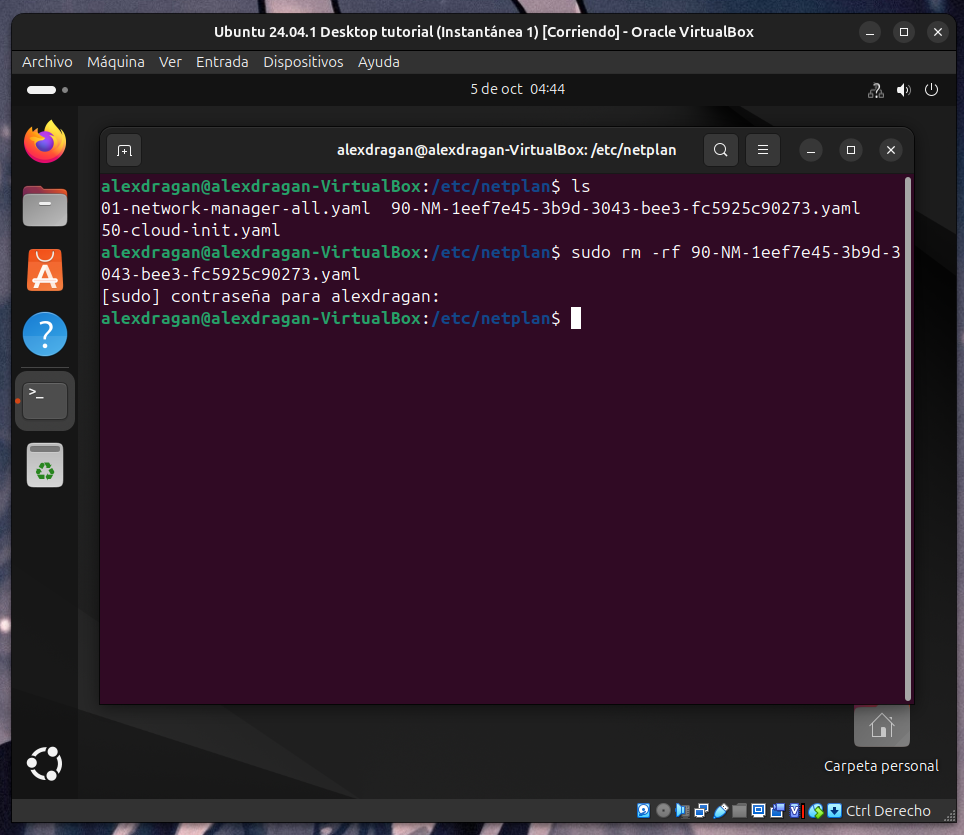 Ubuntu 24.04.1 Desktop tutorial (Instantánea 1) [Corriendo] - Oracle VirtualBox
Archivo Máquina Ver Entrada Dispositivos Ayuda
5 de oct 04:44
alexdragan@alexdragan-VirtualBox: /etc/netplan
alexdragan@alexdragan-VirtualBox:/etc/netplan$ ls
01-network-manager-all.yaml 90-NM-1eef7e45-3b9d-3043-bee3-fc5925c90273.yaml
50-cloud-init.yaml
alexdragan@alexdragan-VirtualBox:/etc/netplan$ sudo rm -rf 90-NM-1eef7e45-3b9d-3
043-bee3-fc5925c90273.yaml
[sudo] contraseña para alexdragan:
alexdragan@alexdragan-VirtualBox:/etc/netplan$
Carpeta personal
Ctrl Derecho